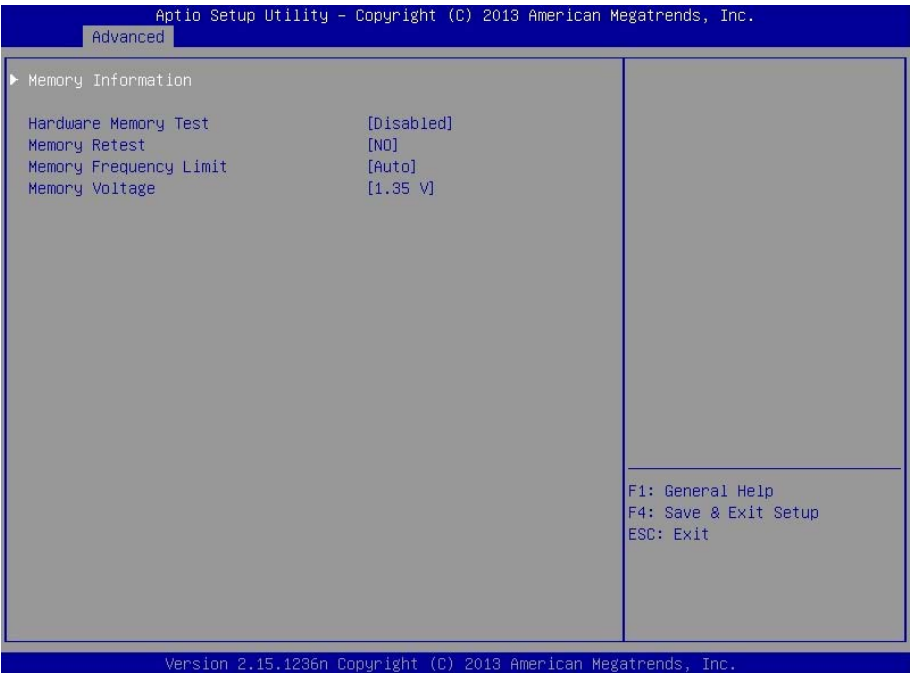 Aptio Setup Utility – Copyright (C) 2013 American Megatrends, Inc.
Advanced
Memory Information
Hardware Memory Test [Disabled]
Memory Retest [NO]
Memory Frequency Limit [Auto]
Memory Voltage [1.35 V]
F1: General Help
F4: Save & Exit Setup
ESC: Exit
Version 2.15.1236n Copyright (C) 2013 American Megatrends, Inc.